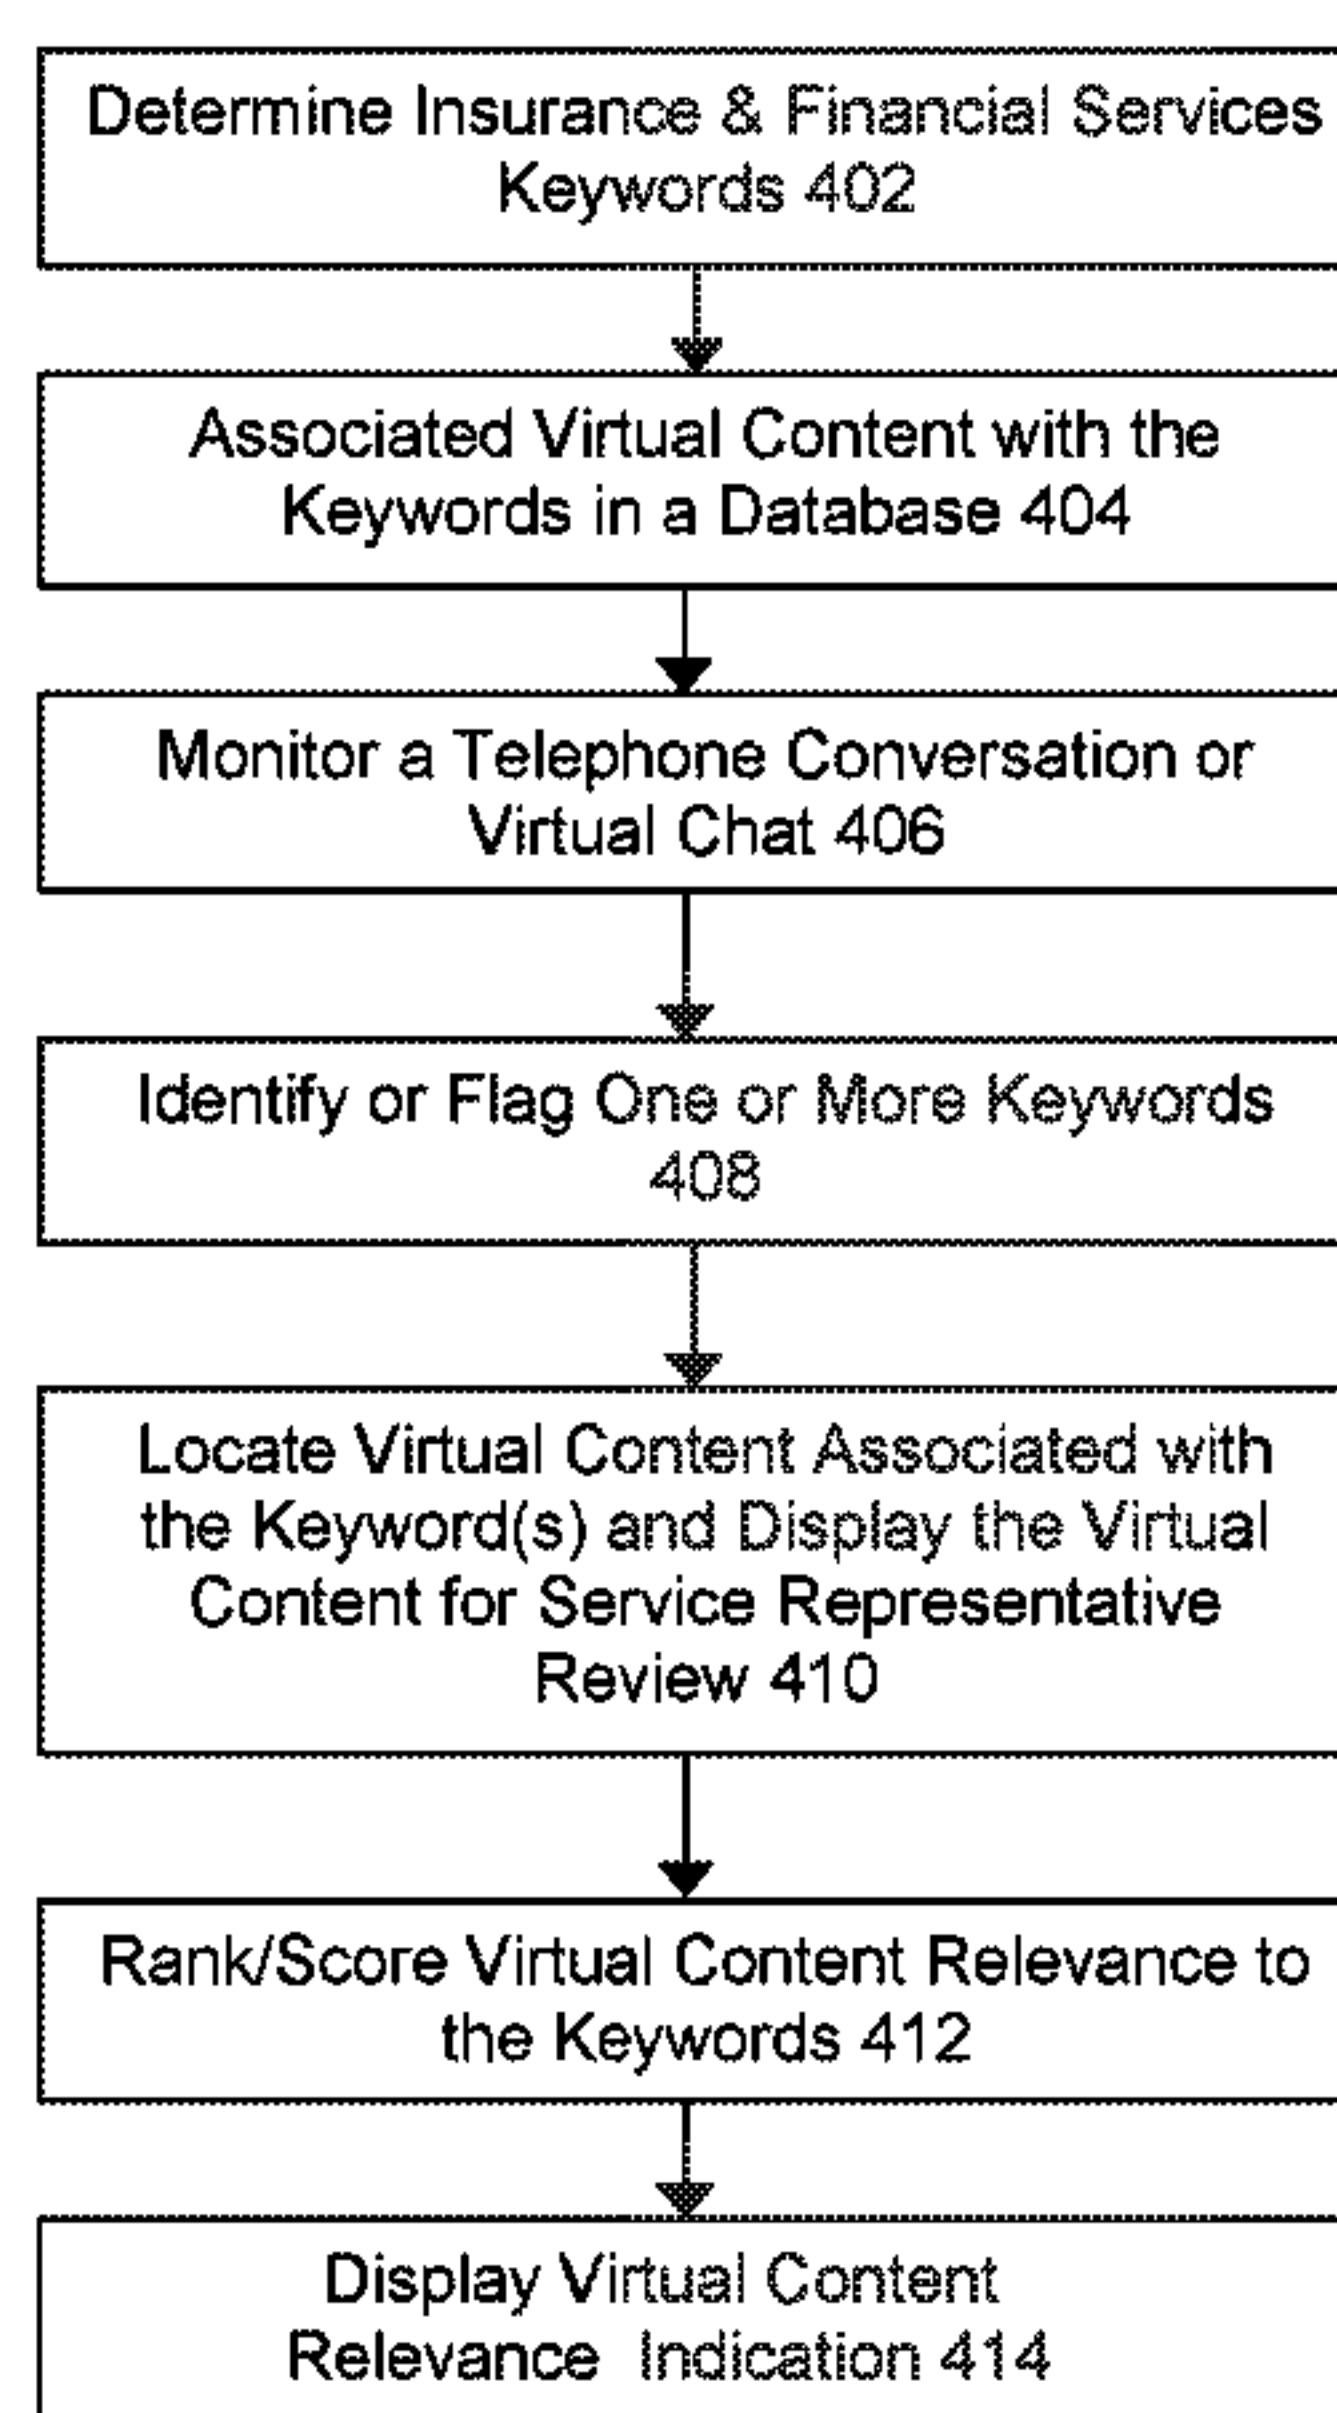 Determine Insurance & Financial Services
Keywords 402
Associated Virtual Content with the
Keywords in a Database 404
Monitor a Telephone Conversation or
Virtual Chat 406
Identify or Flag One or More Keywords
408
Locate Virtual Content Associated with
the Keyword(s) and Display the Virtual
Content for Service Representative
Review 410
Rank/Score Virtual Content Relevance to
the Keywords 412
Display Virtual Content
Relevance Indication 414